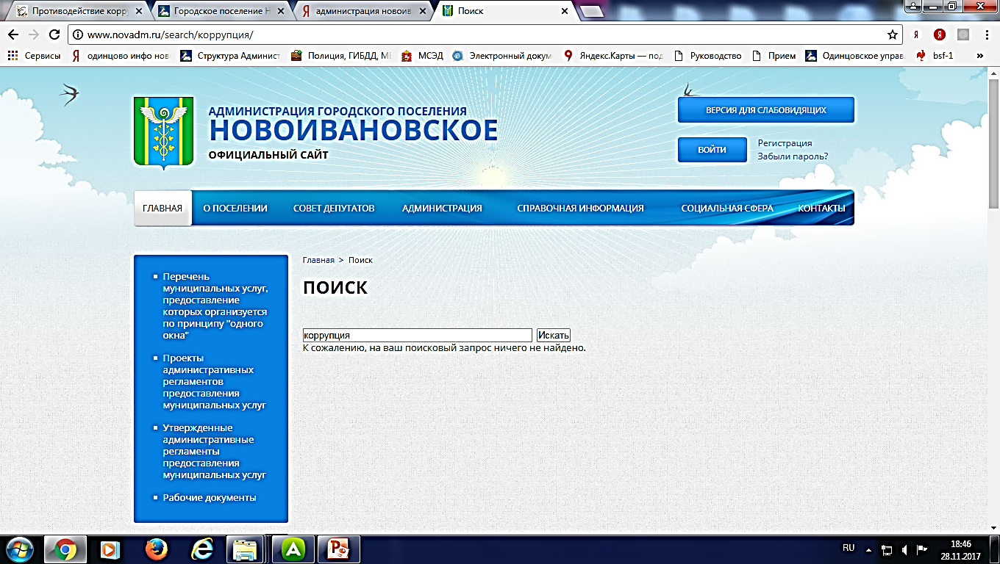 Противодействие корру
Городское поселение Н
администрация новоив
Поиск
www.novadm.ru/search/коррупция/
Сервисы
одинцово инфо нов
Структура Админист
Полиция, ГИБДД, МЕ
МСЭД
Электронный докум
Яндекс.Карты — под
Руководство
Прием
Одинцовское управ.
bsf-1
»
АДМИНИСТРАЦИЯ ГОРОДСКОГО ПОСЕЛЕНИЯ
НОВОИВАНОВСКОЕ
ОФИЦИАЛЬНЫЙ САЙТ
ВЕРСИЯ ДЛЯ СЛАБОВИДЯЩИХ
ВОЙТИ
Регистрация
Забыли пароль?
ГЛАВНАЯ
О ПОСЕЛЕНИИ
СОВЕТ ДЕПУТАТОВ
АДМИНИСТРАЦИЯ
СПРАВОЧНАЯ ИНФОРМАЦИЯ
СОЦИАЛЬНАЯ СФЕРА
КОНТАКТЫ
Перечень
муниципальных услуг,
предоставление
которых организуется
по принципу "одного
окна"
Проекты
административных
регламентов
предоставления
муниципальных услуг
Утвержденные
административные
регламенты
предоставления
муниципальных услуг
Рабочие документы
Главная > Поиск
ПОИСК
коррупция
Искать
К сожалению, на ваш поисковый запрос ничего не найдено.
RU
18:46
28.11.2017